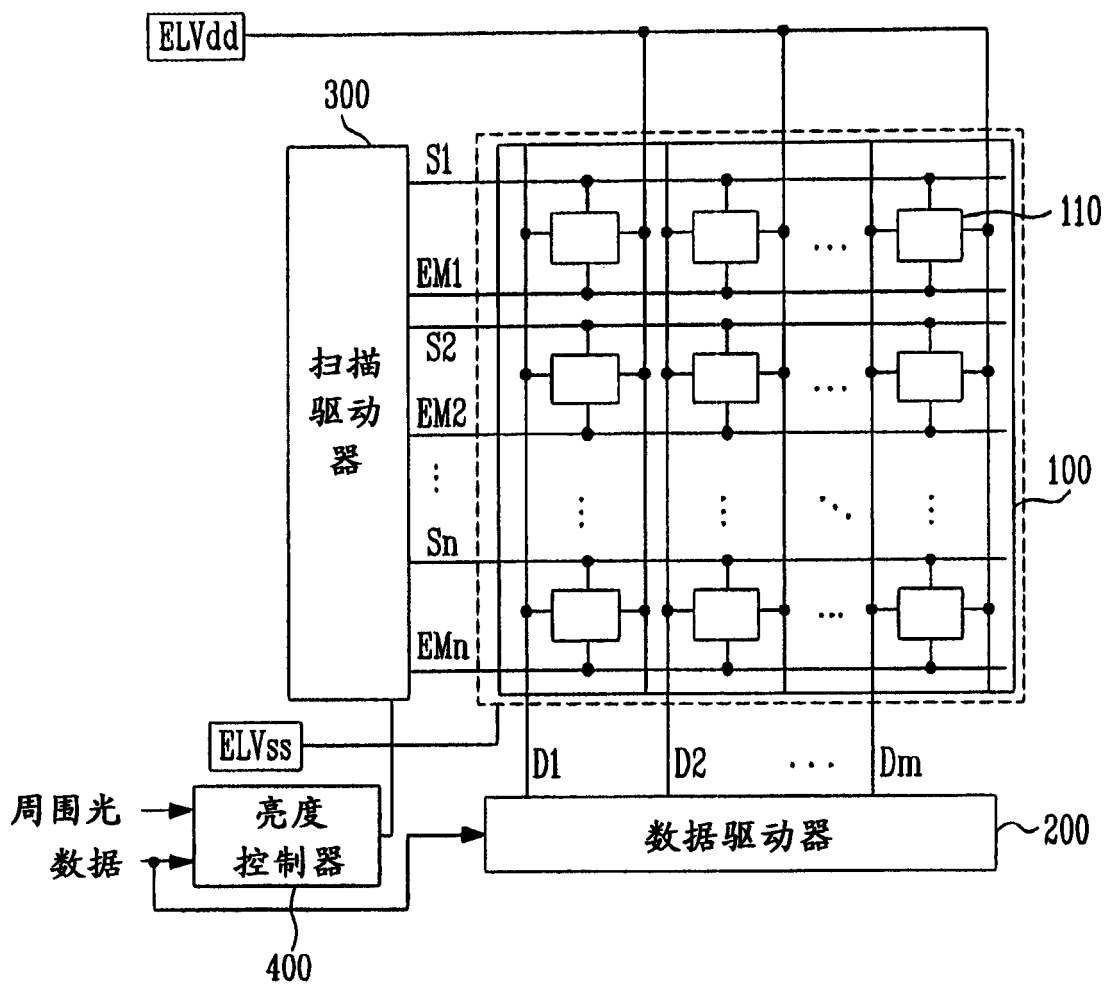 ELVdd
300
S1
110
EM1
S2
扫描
驱动
器
EM2
100
Sn
EMn
ELVss
D1 D2 ... Dm
周围光
亮度
控制器
数据
数据驱动器
200
400